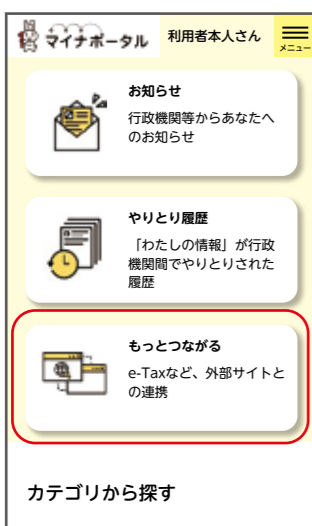 マイナポータル 利用者本人さん メニュー
お知らせ
行政機関等からあなたへ
のお知らせ
やりとり履歴
「わたしの情報」が行政
機関間でやりとりされた
履歴
もっとつながる
e-Taxなど、外部サイトと
の連携
カテゴリから探す